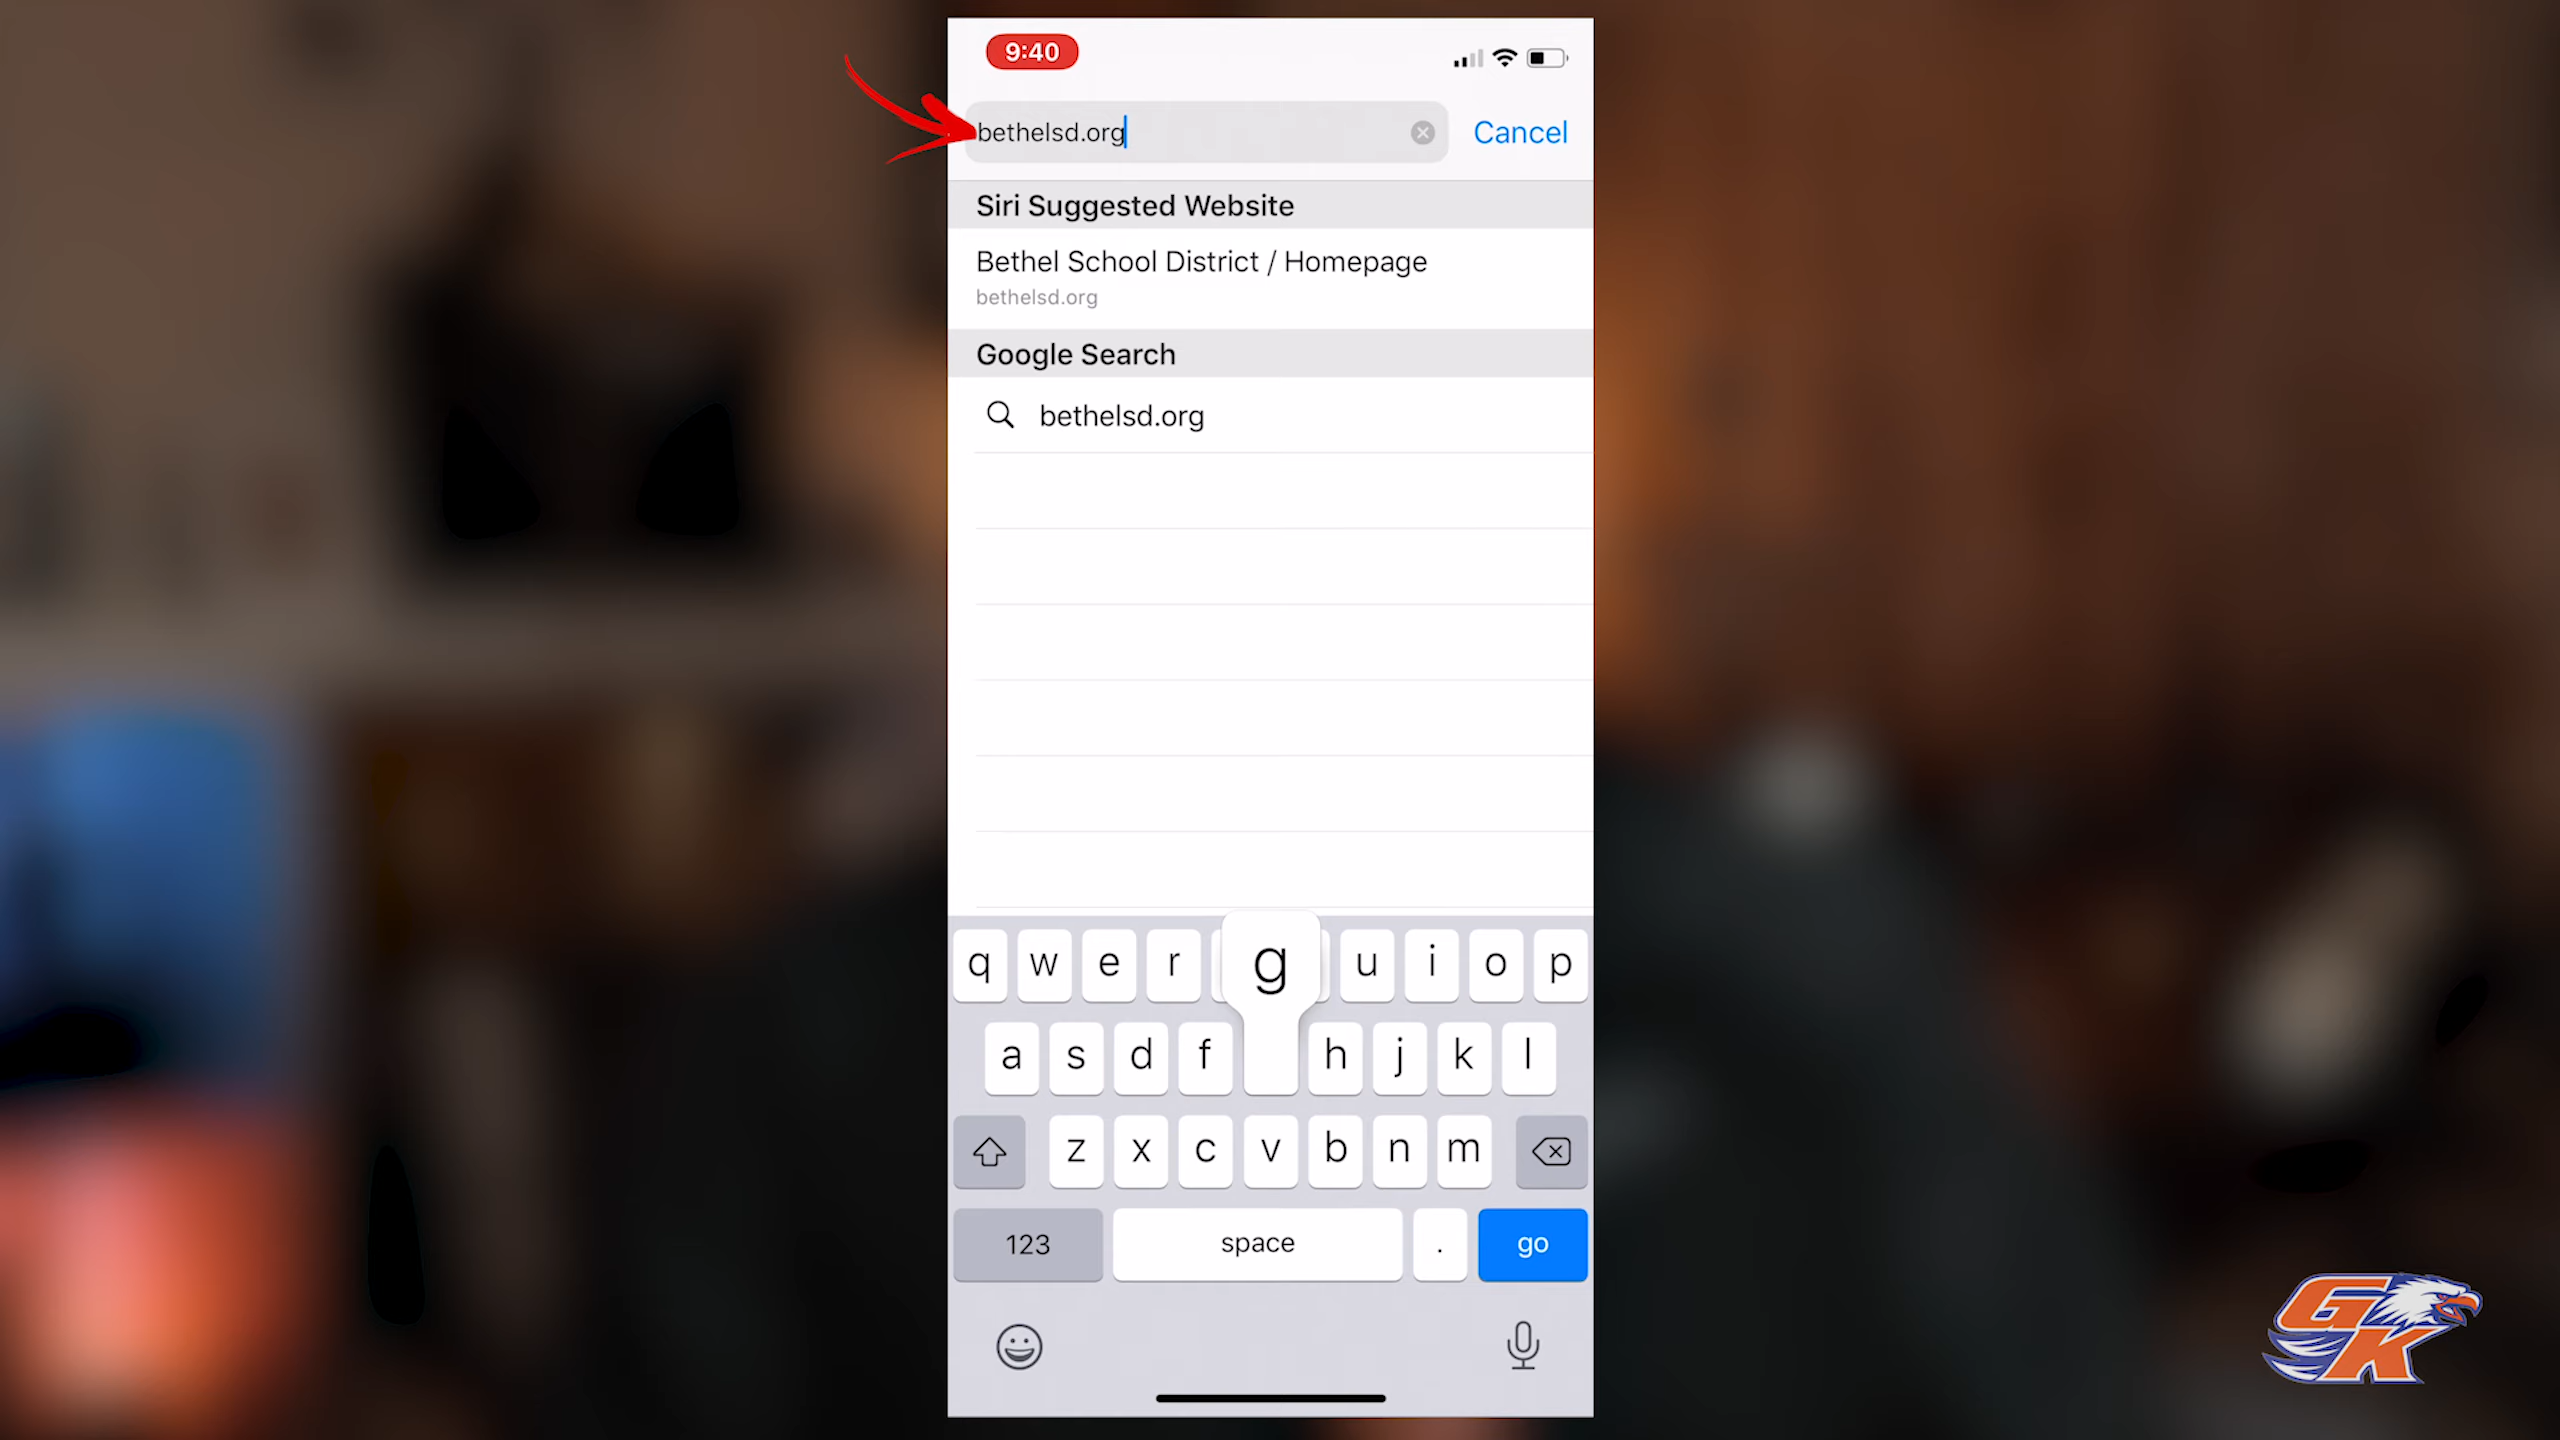 9:40
bethelsd.org
Cancel
Siri Suggested Website
Bethel School District / Homepage
bethelsd.org
Google Search
bethelsd.org
q w e r g u i o p
a s d f h j k l
z x c v b n m
123 space . go
GK